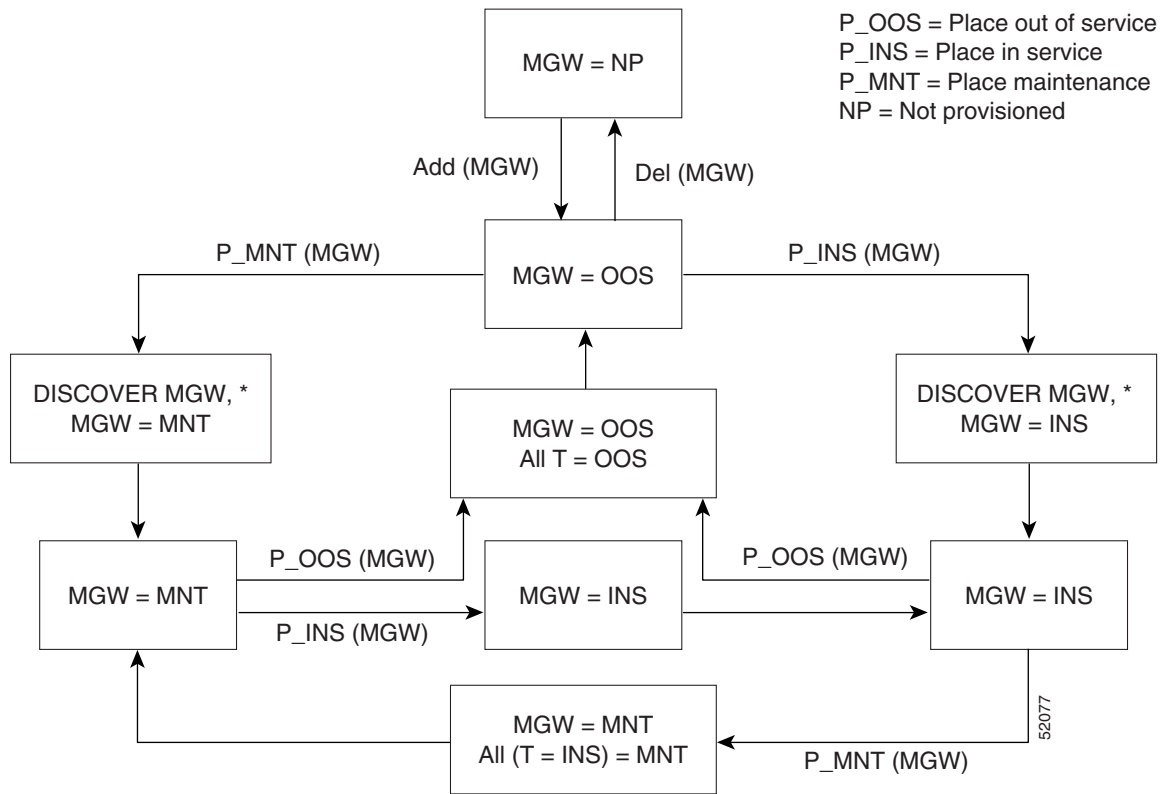 P_OOS = Place out of service
P_INS = Place in service
P_MNT = Place maintenance
NP = Not provisioned
MGW = NP
Add (MGW)
Del (MGW)
P_MNT (MGW)
MGW = OOS
P_INS (MGW)
DISCOVER MGW, *
MGW = MNT
MGW = OOS
All T = OOS
DISCOVER MGW, *
MGW = INS
P_OOS (MGW)
P_OOS (MGW)
MGW = MNT
MGW = INS
MGW = INS
P_INS (MGW)
MGW = MNT
All (T = INS) = MNT
P_MNT (MGW)
52077